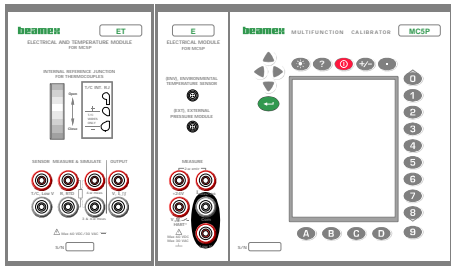 beamex ET
ELECTRICAL AND TEMPERATURE MODULE
FOR MC5P
INTERNAL REFERENCE JUNCTION
FOR THERMOCOUPLES
Open
Close
SENSOR MEASURE & SIMULATE OUTPUT
S/N
E
ELECTRICAL MODULE
FOR MC5P
(ENV), ENVIRONMENTAL
TEMPERATURE SENSOR
(EXT), EXTERNAL
PRESSURE MODULE
MEASURE
beamex MULTIFUNCTION CALIBRATOR MC5P
?
+/-
0
1
2
3
4
5
6
7
8
9
A B C D
S/N